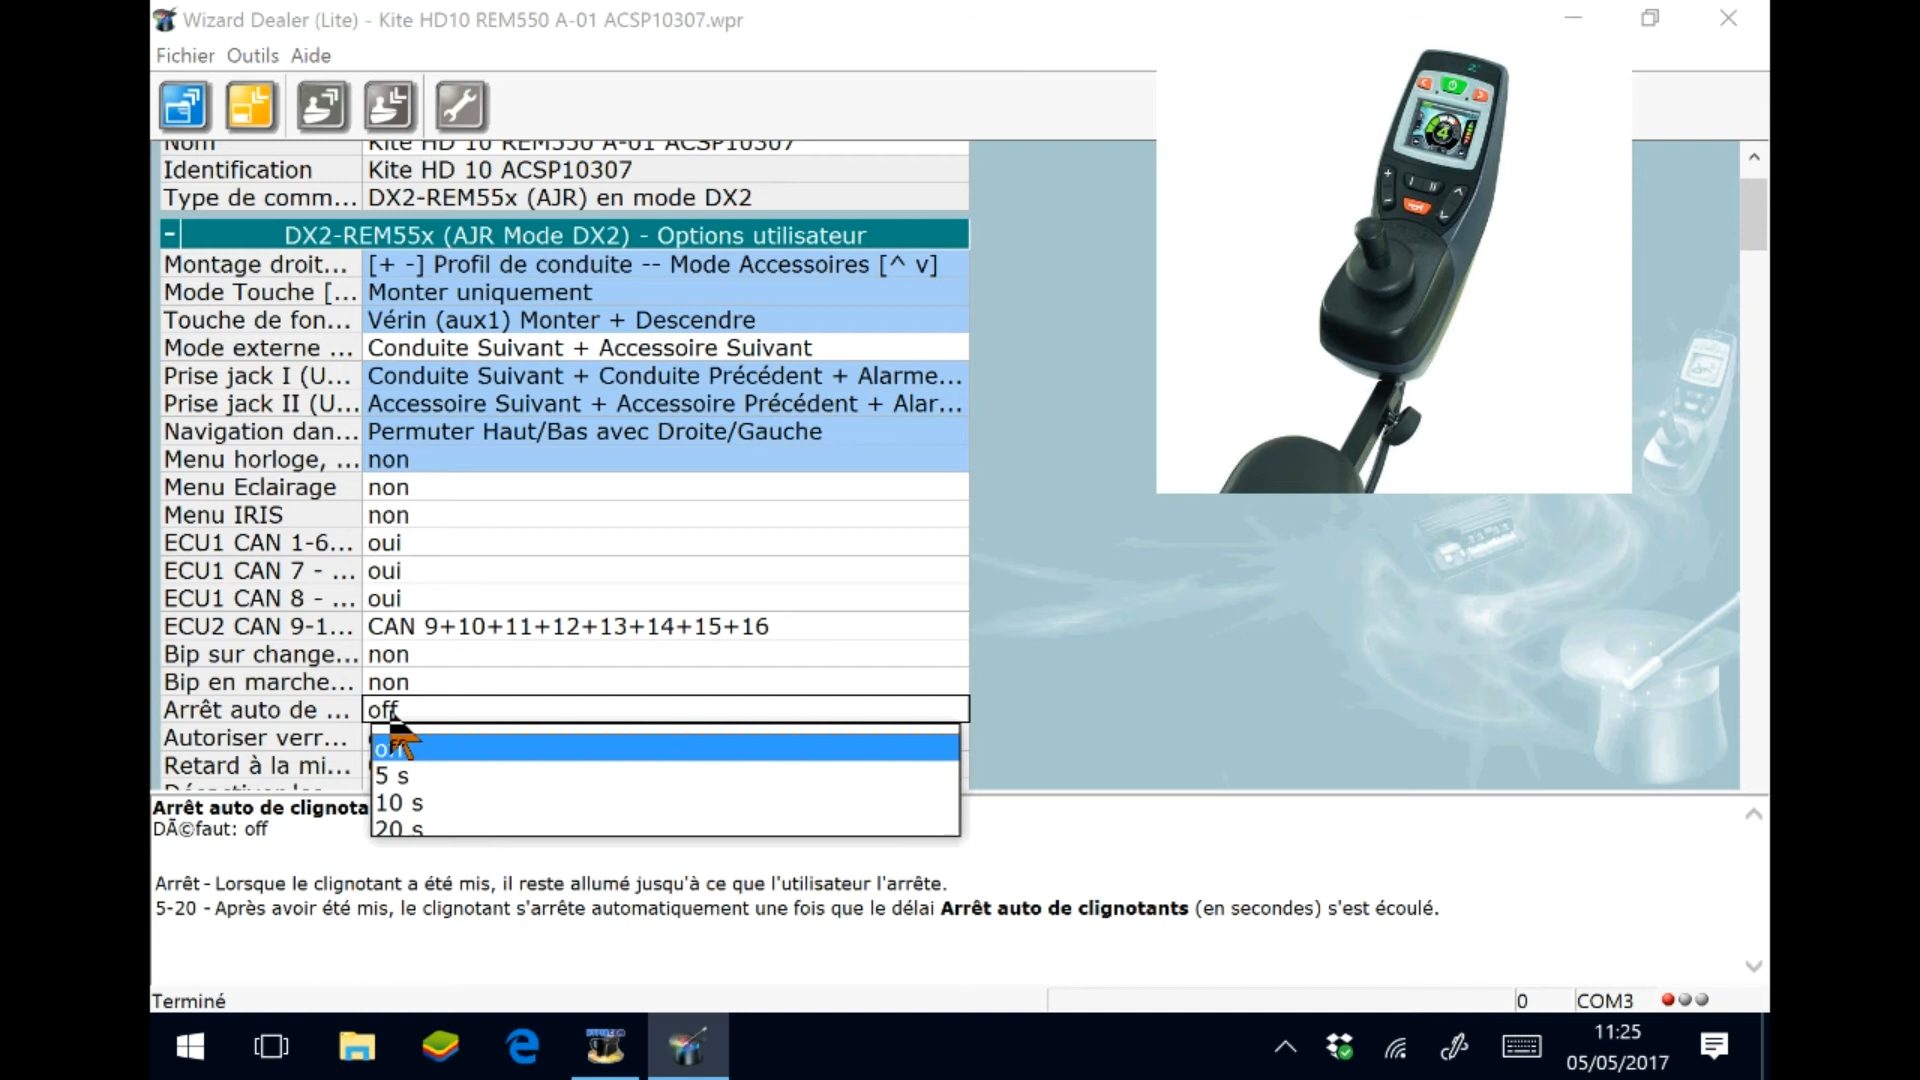 Wizard Dealer (Lite) - Kite HD10 REM550 A-01 ACSP10307.wpr
Fichier Outils Aide
Nom Kite HD 10 REM550 A-01 ACSP10307
Identification Kite HD 10 ACSP10307
Type de comm... DX2-REM55x (AJR) en mode DX2
- DX2-REM55x (AJR Mode DX2) - Options utilisateur
Montage droit... [+ -] Profil de conduite -- Mode Accessoires [^ v]
Mode Touche [... Monter uniquement
Touche de fon... Vérin (aux1) Monter + Descendre
Mode externe ... Conduite Suivant + Accessoire Suivant
Prise jack I (U... Conduite Suivant + Conduite Précédent + Alarme...
Prise jack II (U... Accessoire Suivant + Accessoire Précédent + Alar...
Navigation dan... Permuter Haut/Bas avec Droite/Gauche
Menu horloge, ... non
Menu Eclairage non
Menu IRIS non
ECU1 CAN 1-6... oui
ECU1 CAN 7 - ... oui
ECU1 CAN 8 - ... oui
ECU2 CAN 9-1... CAN 9+10+11+12+13+14+15+16
Bip sur change... non
Bip en marche... non
Arrêt auto de ... off
Autoriser verr...
off
Retard à la mi...
5 s
10 s
20 s
Arrêt auto de clignota
DÃ©faut: off
Arrêt - Lorsque le clignotant a été mis, il reste allumé jusqu'à ce que l'utilisateur l'arrête.
5-20 - Après avoir été mis, le clignotant s'arrête automatiquement une fois que le délai Arrêt auto de clignotants (en secondes) s'est écoulé.
Terminé 0 COM3
11:25
05/05/2017